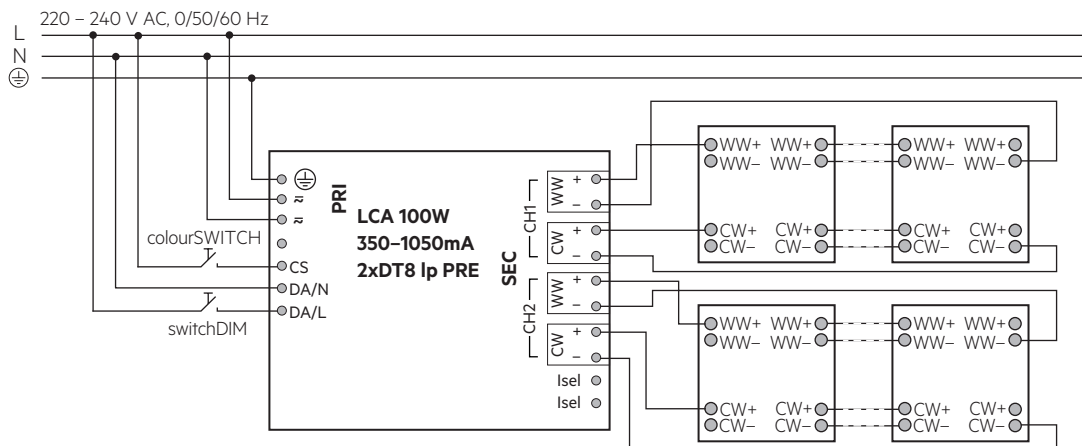 220 – 240 V AC, 0/50/60 Hz
L
N
PRI
LCA 100W
350–1050mA
2xDT8 lp PRE
SEC
colourSWITCH
CS
DA/N
DA/L
switchDIM
CH1
WW
+
–
CW
+
–
CH2
WW
+
–
CW
+
–
Isel
Isel
WW+ WW+ WW+ WW+
WW– WW– WW– WW–
CW+ CW+ CW+ CW+
CW– CW– CW– CW–
WW+ WW+ WW+ WW+
WW– WW– WW– WW–
CW+ CW+ CW+ CW+
CW– CW– CW– CW–